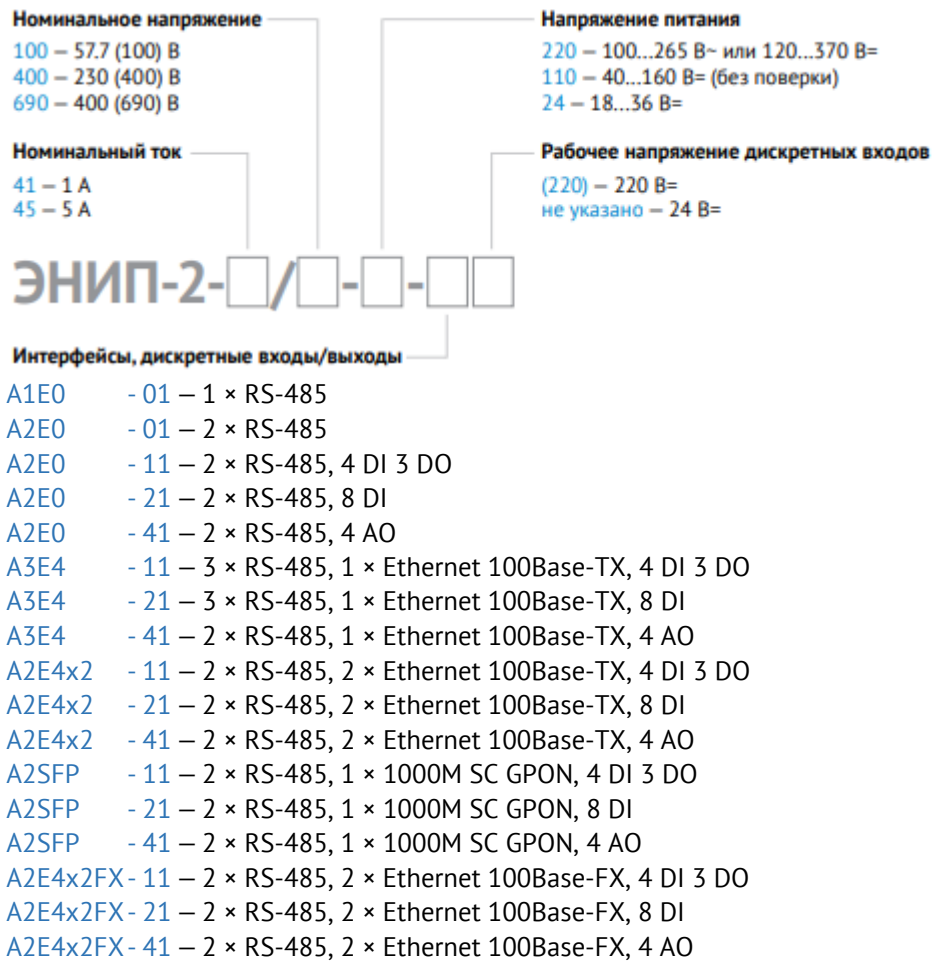 Номинальное напряжение
100 – 57.7 (100) В
400 – 230 (400) В
690 – 400 (690) В
Напряжение питания
220 – 100...265 В~ или 120...370 В=
110 – 40...160 В= (без поверки)
24 – 18...36 В=
Номинальный ток
41 – 1 А
45 – 5 А
Рабочее напряжение дискретных входов
(220) – 220 В=
не указано – 24 В=
ЭНИП-2-□/□-□-□□
Интерфейсы, дискретные входы/выходы
A1E0 - 01 – 1 × RS-485
A2E0 - 01 – 2 × RS-485
A2E0 - 11 – 2 × RS-485, 4 DI 3 DO
A2E0 - 21 – 2 × RS-485, 8 DI
A2E0 - 41 – 2 × RS-485, 4 AO
A3E4 - 11 – 3 × RS-485, 1 × Ethernet 100Base-TX, 4 DI 3 DO
A3E4 - 21 – 3 × RS-485, 1 × Ethernet 100Base-TX, 8 DI
A3E4 - 41 – 2 × RS-485, 1 × Ethernet 100Base-TX, 4 AO
A2E4x2 - 11 – 2 × RS-485, 2 × Ethernet 100Base-TX, 4 DI 3 DO
A2E4x2 - 21 – 2 × RS-485, 2 × Ethernet 100Base-TX, 8 DI
A2E4x2 - 41 – 2 × RS-485, 2 × Ethernet 100Base-TX, 4 AO
A2SFP - 11 – 2 × RS-485, 1 × 1000M SC GPON, 4 DI 3 DO
A2SFP - 21 – 2 × RS-485, 1 × 1000M SC GPON, 8 DI
A2SFP - 41 – 2 × RS-485, 1 × 1000M SC GPON, 4 AO
A2E4x2FX - 11 – 2 × RS-485, 2 × Ethernet 100Base-FX, 4 DI 3 DO
A2E4x2FX - 21 – 2 × RS-485, 2 × Ethernet 100Base-FX, 8 DI
A2E4x2FX - 41 – 2 × RS-485, 2 × Ethernet 100Base-FX, 4 AO